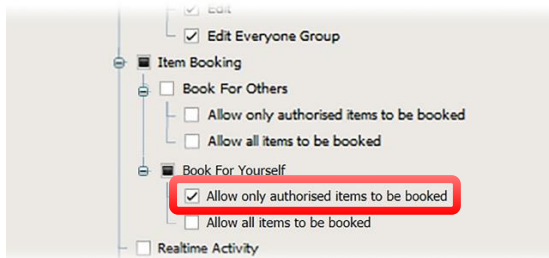 Edit
Edit Everyone Group
Item Booking
Book For Others
Allow only authorised items to be booked
Allow all items to be booked
Book For Yourself
Allow only authorised items to be booked
Allow all items to be booked
Realtime Activity